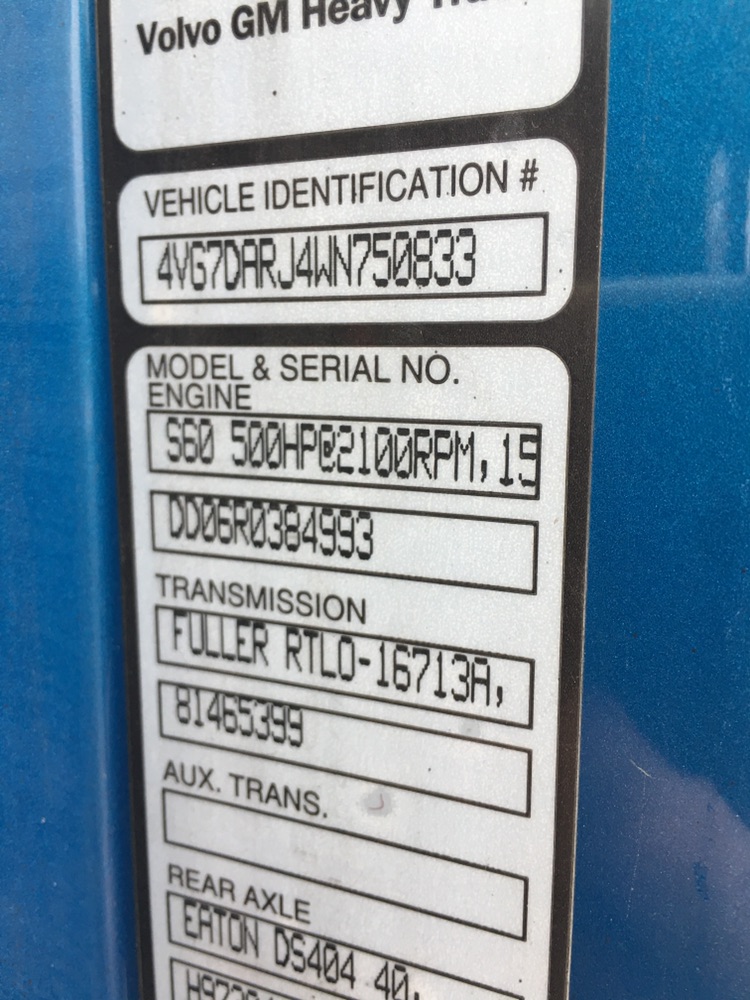 Volvo GM Heavy
VEHICLE IDENTIFICATION #
4VG7DARJ4WN750833
MODEL & SERIAL NO.
ENGINE
S60 500HP@2100RPM,15
DD06R0384993
TRANSMISSION
FULLER RTLO-16713A,
81465399
AUX. TRANS.
REAR AXLE
EATON DS404 40,